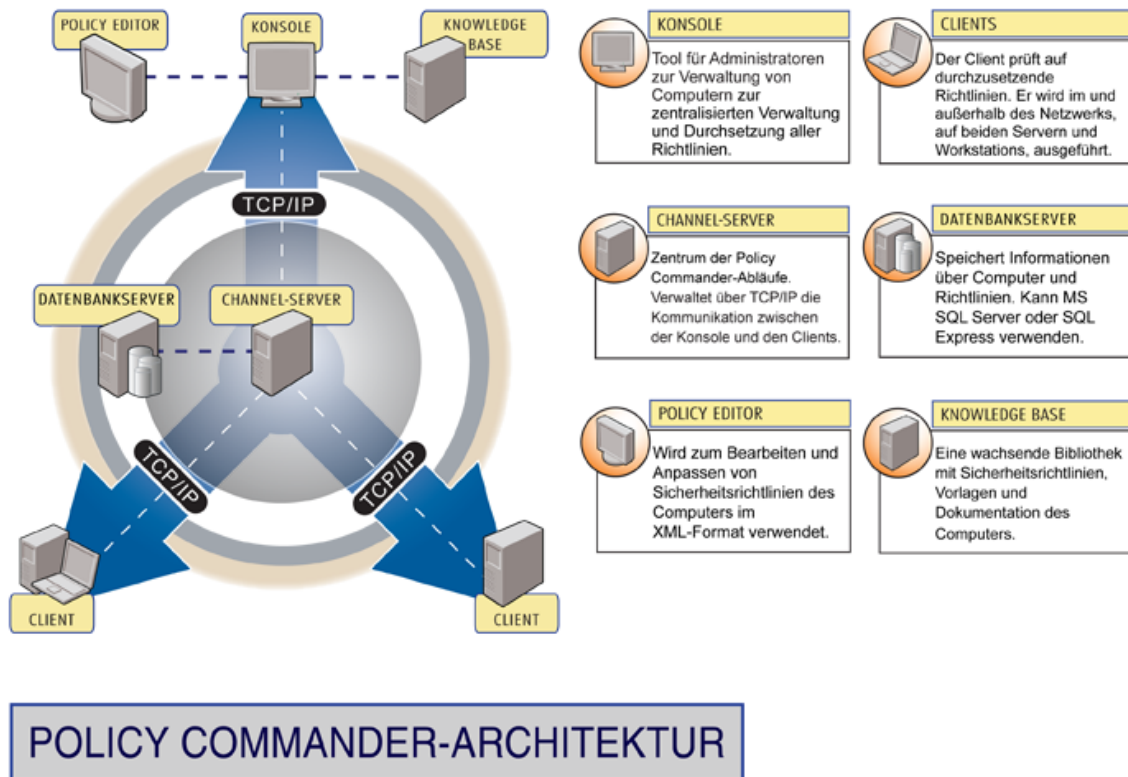 POLICY EDITOR
KONSOLE
KNOWLEDGE
BASE
TCP/IP
DATENBANKSERVER
CHANNEL-SERVER
TCP/IP
TCP/IP
CLIENT
CLIENT
KONSOLE
Tool für Administratoren
zur Verwaltung von
Computern zur
zentralisierten Verwaltung
und Durchsetzung aller
Richtlinien.
CLIENTS
Der Client prüft auf
durchzusetzende
Richtlinien. Er wird im und
außerhalb des Netzwerks,
auf beiden Servern und
Workstations, ausgeführt.
CHANNEL-SERVER
Zentrum der Policy
Commander-Abläufe.
Verwaltet über TCP/IP die
Kommunikation zwischen
der Konsole und den Clients.
DATENBANKSERVER
Speichert Informationen
über Computer und
Richtlinien. Kann MS
SQL Server oder SQL
Express verwenden.
POLICY EDITOR
Wird zum Bearbeiten und
Anpassen von
Sicherheitsrichtlinien des
Computers im
XML-Format verwendet.
KNOWLEDGE BASE
Eine wachsende Bibliothek
mit Sicherheitsrichtlinien,
Vorlagen und
Dokumentation des
Computers.
POLICY COMMANDER-ARCHITEKTUR